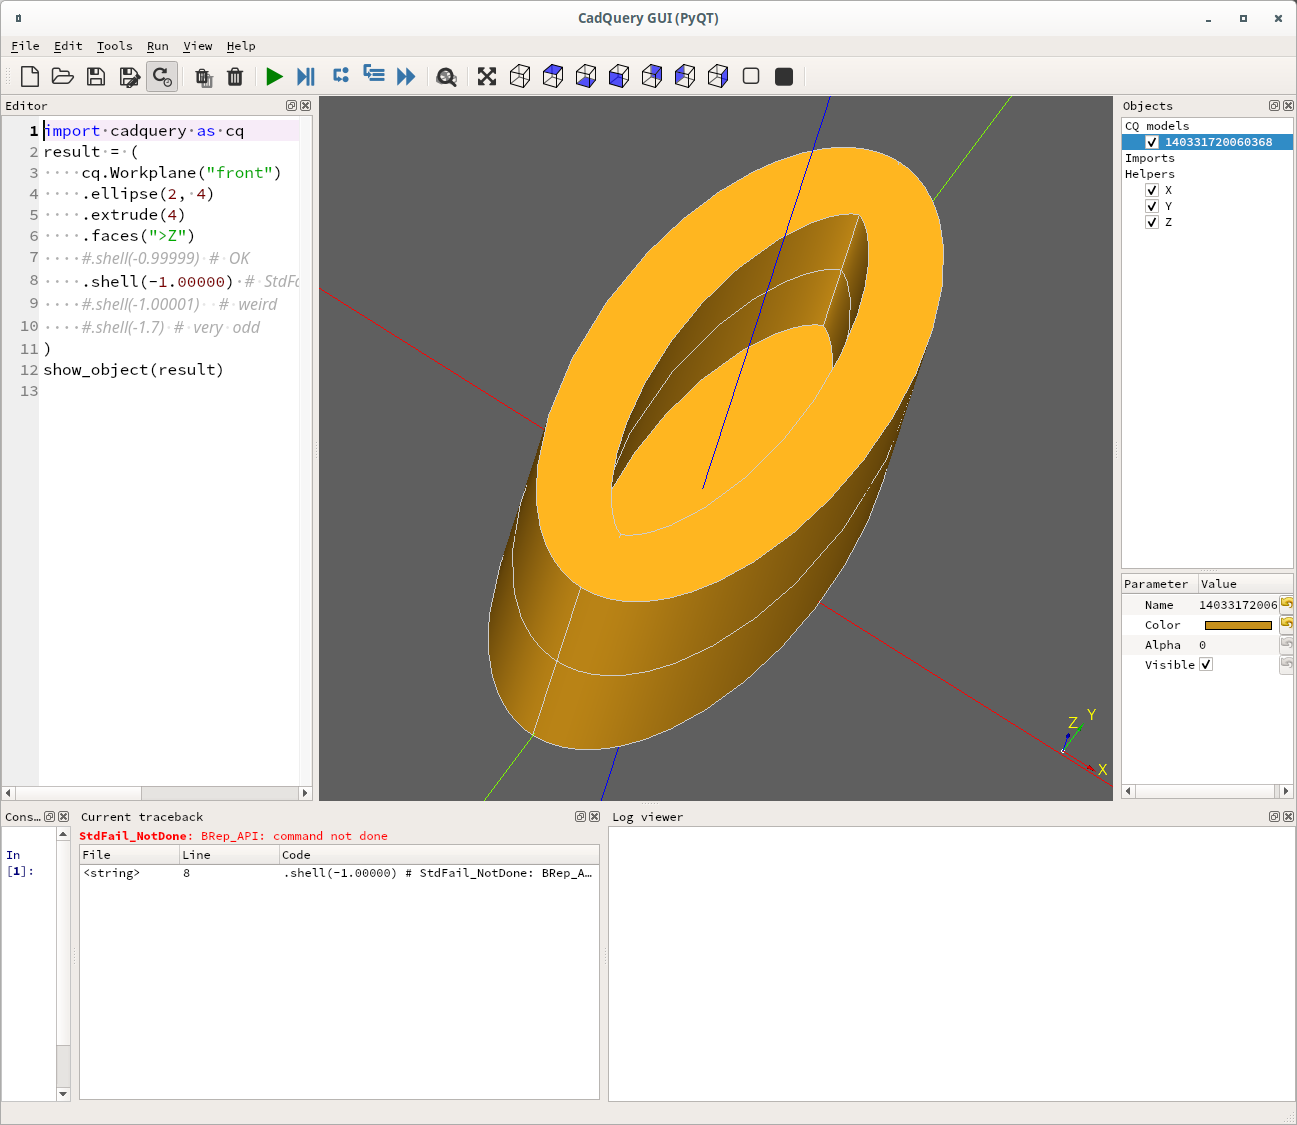 CadQuery GUI (PyQT)
File Edit Tools Run View Help
Editor
1 import cadquery as cq
2 result = (
3 cq.Workplane("front")
4 .ellipse(2, 4)
5 .extrude(4)
6 .faces(">Z")
7 #.shell(-0.99999) # OK
8 .shell(-1.00000) # StdFa
9 #.shell(-1.00001) # weird
10 #.shell(-1.7) # very odd
11 )
12 show_object(result)
13
Z Y
X
Objects
CQ models
140331720060368
Imports
Helpers
X
Y
Z
Parameter Value
Name 14033172006
Color
Alpha 0
Visible
Cons...
In
[1]:
Current traceback
StdFail_NotDone: BRep_API: command not done
File Line Code
<string> 8 .shell(-1.00000) # StdFail_NotDone: BRep_A...
Log viewer